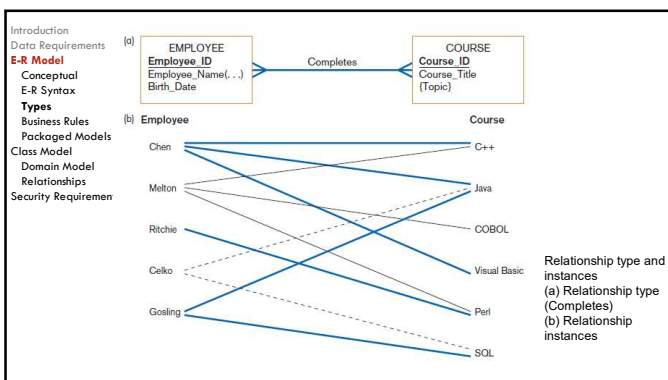 Introduction
Data Requirements
E-R Model
Conceptual
E-R Syntax
Types
Business Rules
Packaged Models
Class Model
Domain Model
Relationships
Security Requiremen
(a)
EMPLOYEE
Employee_ID
Employee_Name(. . .)
Birth_Date
Completes
COURSE
Course_ID
Course_Title
{Topic}
(b) Employee
Course
Chen
C++
Melton
Java
Ritchie
COBOL
Celko
Visual Basic
Gosling
Perl
SQL
Relationship type and
instances
(a) Relationship type
(Completes)
(b) Relationship
instances